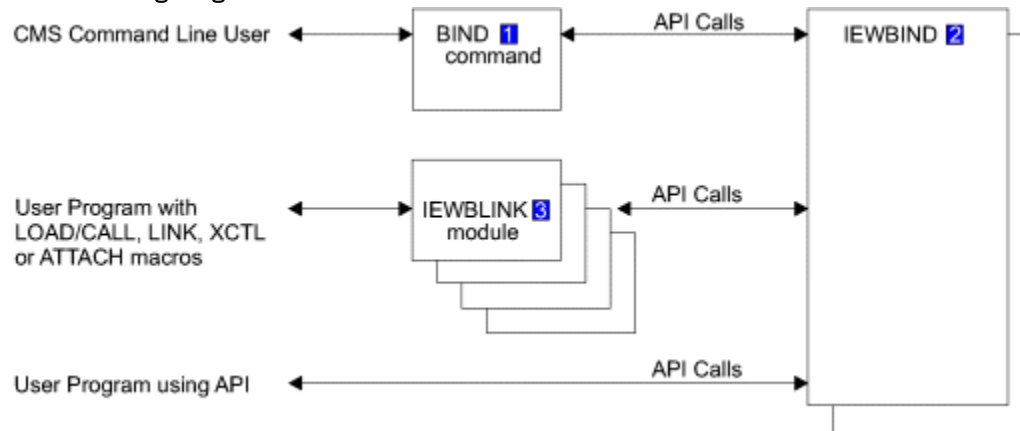 CMS Command Line User
BIND 1
command
API Calls
IEWBIND 2
User Program with
LOAD/CALL, LINK, XCTL
or ATTACH macros
IEWBLINK 3
module
API Calls
User Program using API
API Calls